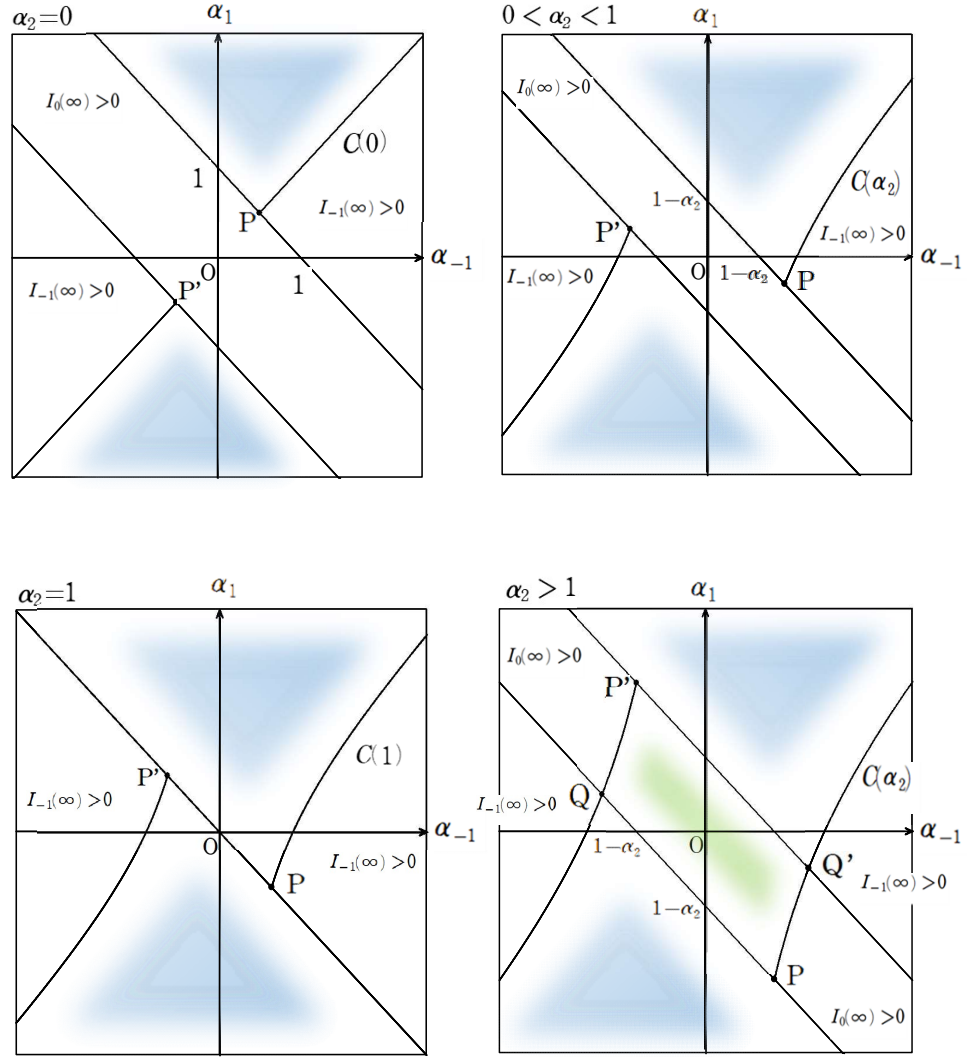 α₂=0
α₁
I₀(∞)>0
C(0)
1
P
I₋₁(∞)>0
O
α₋₁
I₋₁(∞)>0
P'
1
0<α₂<1
α₁
I₀(∞)>0
C(α₂)
1−α₂
P'
I₋₁(∞)>0
α₋₁
I₋₁(∞)>0
O
1−α₂
P
α₂=1
α₁
C(1)
P'
I₋₁(∞)>0
α₋₁
O
I₋₁(∞)>0
P
α₂>1
α₁
I₀(∞)>0
P'
C(α₂)
Q
I₋₁(∞)>0
α₋₁
1−α₂
O
Q'
I₋₁(∞)>0
1−α₂
P
I₀(∞)>0